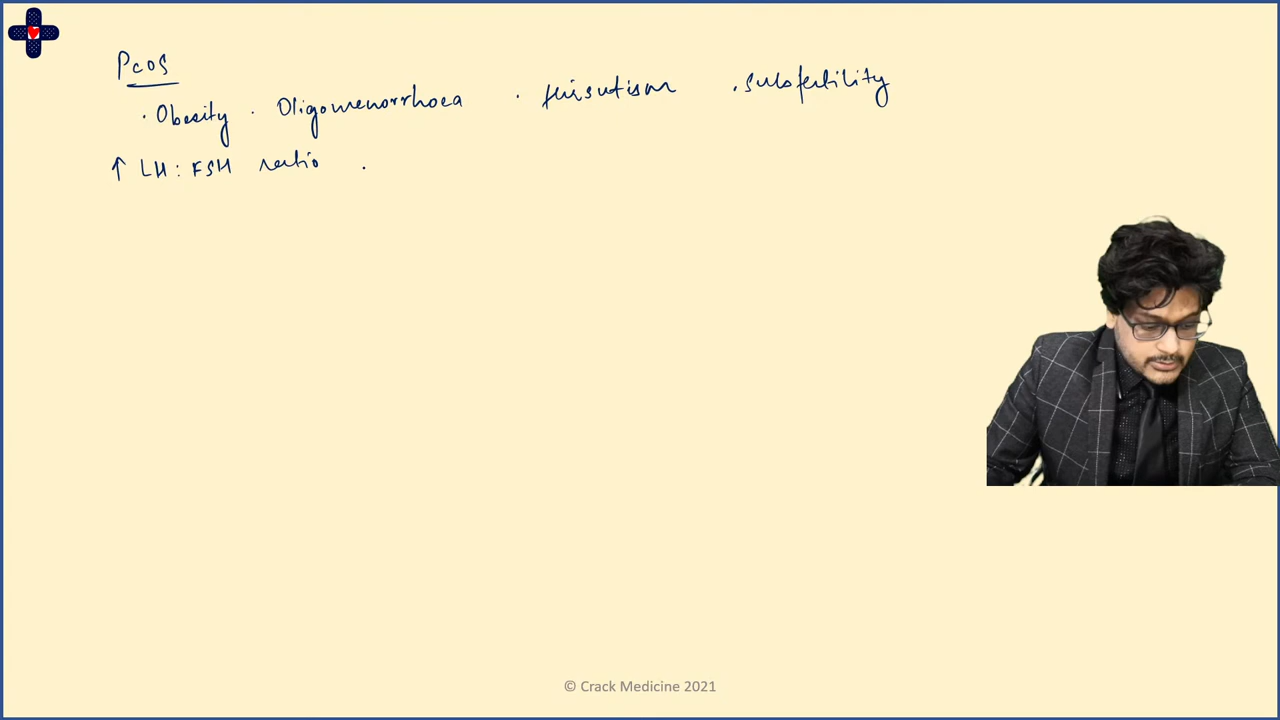 PCOS
· Obesity · Oligomenorrhoea · Hirsutism · subfertility
↑ LH : FSH ratio ·
© Crack Medicine 2021